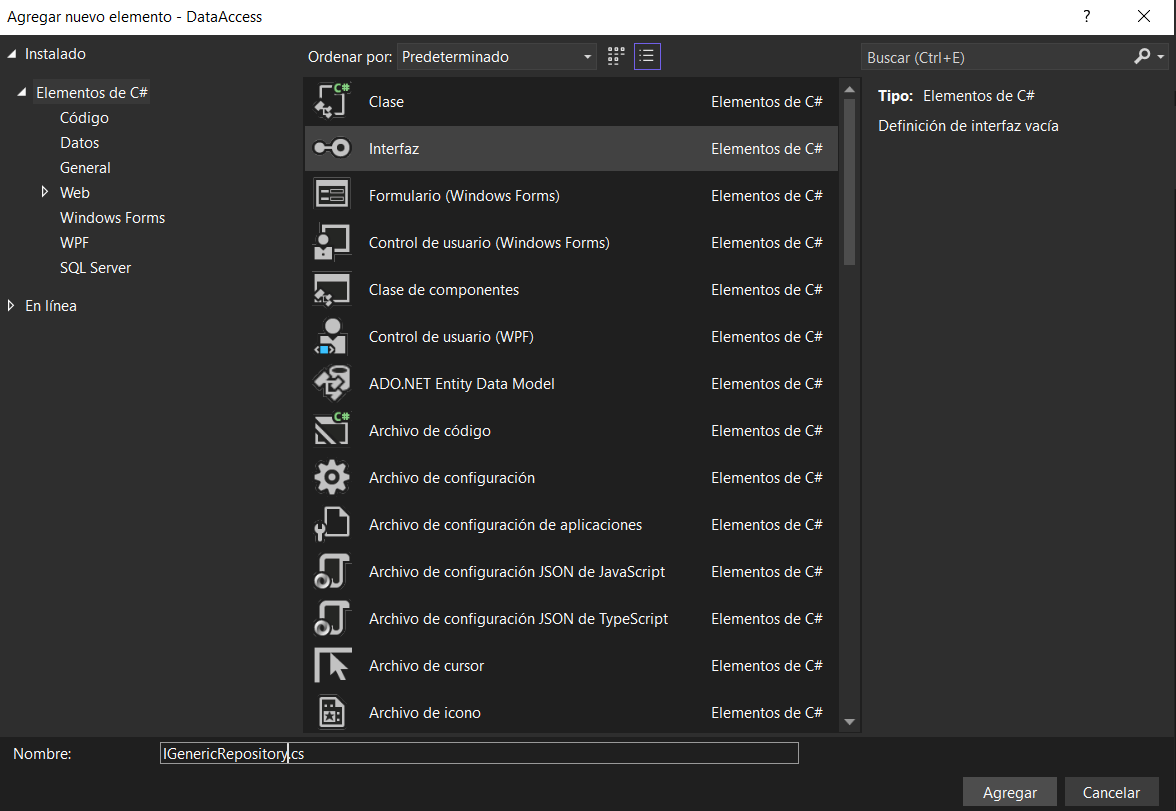 Agregar nuevo elemento - DataAccess
?
Instalado
Elementos de C#
Código
Datos
General
Web
Windows Forms
WPF
SQL Server
En línea
Ordenar por: Predeterminado
Clase Elementos de C#
Interfaz Elementos de C#
Formulario (Windows Forms) Elementos de C#
Control de usuario (Windows Forms) Elementos de C#
Clase de componentes Elementos de C#
Control de usuario (WPF) Elementos de C#
ADO.NET Entity Data Model Elementos de C#
C#
Archivo de código Elementos de C#
Archivo de configuración Elementos de C#
Archivo de configuración de aplicaciones Elementos de C#
Archivo de configuración JSON de JavaScript Elementos de C#
Archivo de configuración JSON de TypeScript Elementos de C#
Archivo de cursor Elementos de C#
Archivo de icono Elementos de C#
Buscar (Ctrl+E)
Tipo: Elementos de C#
Definición de interfaz vacía
Nombre: IGenericRepository.cs
Agregar Cancelar